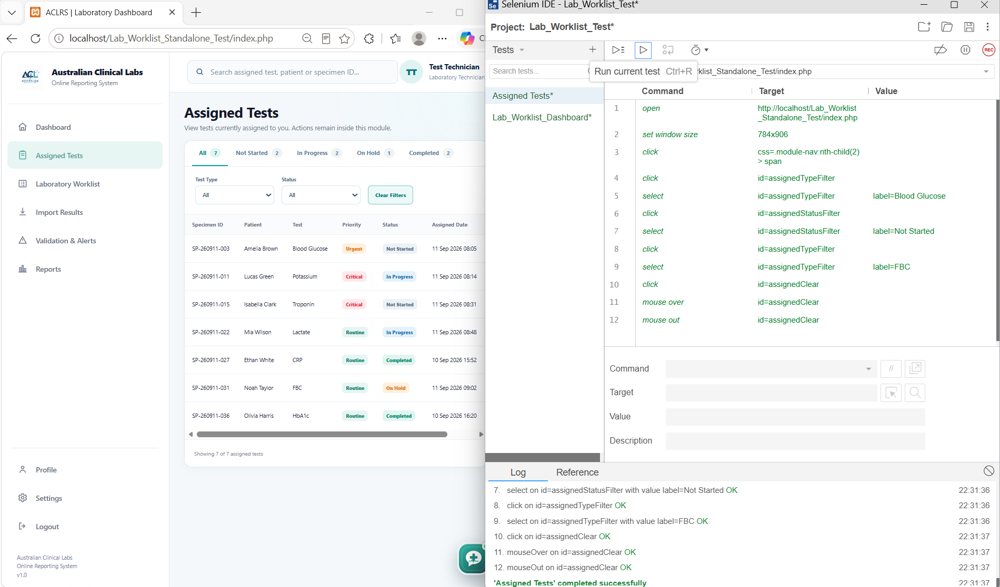 ACLRS | Laboratory Dashboard
localhost/Lab_Worklist_Standalone_Test/index.php
ACL
Australian Clinical Labs
Online Reporting System
Dashboard
Assigned Tests
Laboratory Worklist
Import Results
Validation & Alerts
Reports
Profile
Settings
Logout
Australian Clinical Labs
Online Reporting System
v1.0
Search assigned test, patient or specimen ID...
TT
Test Technician
Laboratory Technician
Assigned Tests
View tests currently assigned to you. Actions remain inside this module.
All 7 Not Started 2 In Progress 2 On Hold 1 Completed 2
Test Type Status
All All Clear Filters
Specimen ID Patient Test Priority Status Assigned Date
SP-260911-003 Amelia Brown Blood Glucose Urgent Not Started 11 Sep 2026 08:05
SP-260911-011 Lucas Green Potassium Critical In Progress 11 Sep 2026 08:14
SP-260911-015 Isabella Clark Troponin Critical Not Started 11 Sep 2026 08:31
SP-260911-022 Mia Wilson Lactate Routine In Progress 11 Sep 2026 08:48
SP-260911-027 Ethan White CRP Routine Completed 10 Sep 2026 15:52
SP-260911-031 Noah Taylor FBC Routine On Hold 11 Sep 2026 09:02
SP-260911-036 Olivia Harris HbA1c Routine Completed 10 Sep 2026 16:20
Showing 7 of 7 assigned tests
Se Selenium IDE - Lab_Worklist_Test*
Project: Lab_Worklist_Test*
Tests
REC
Search tests...
Run current test Ctrl+R
klist_Standalone_Test/index.php
Assigned Tests*
Lab_Worklist_Dashboard*
Command Target Value
1 open http://localhost/Lab_Worklist
_Standalone_Test/index.php
2 set window size 784x906
3 click css=.module-nav:nth-child(2)
> span
4 click id=assignedTypeFilter
5 select id=assignedTypeFilter label=Blood Glucose
6 click id=assignedStatusFilter
7 select id=assignedStatusFilter label=Not Started
8 click id=assignedTypeFilter
9 select id=assignedTypeFilter label=FBC
10 click id=assignedClear
11 mouse over id=assignedClear
12 mouse out id=assignedClear
Command
//
Target
Value
Description
Log Reference
7. select on id=assignedStatusFilter with value label=Not Started OK 22:31:36
8. click on id=assignedTypeFilter OK 22:31:36
9. select on id=assignedTypeFilter with value label=FBC OK 22:31:36
10. click on id=assignedClear OK 22:31:37
11. mouseOver on id=assignedClear OK 22:31:37
12. mouseOut on id=assignedClear OK 22:31:37
'Assigned Tests' completed successfully 22:31:37